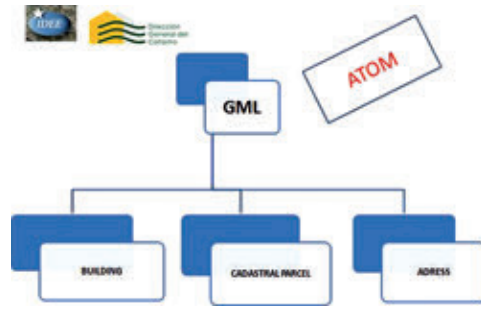 IDEE
Dirección
General del
Catastro
ATOM
GML
BUILDING
CADASTRAL PARCEL
ADRESS